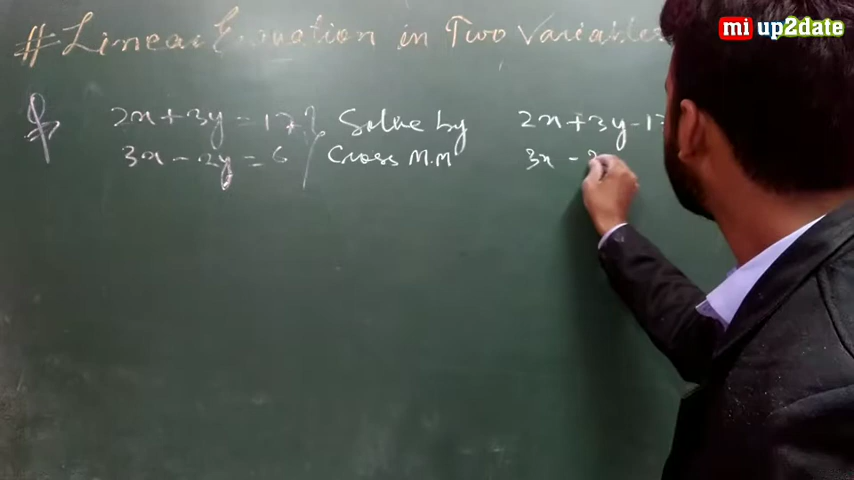 mi up2date
# Linear Equation in Two Variables
Q 2x + 3y = 17 } Solve by
3x - 2y = 6 Cross M.M
2x + 3y - 17
3x - 2